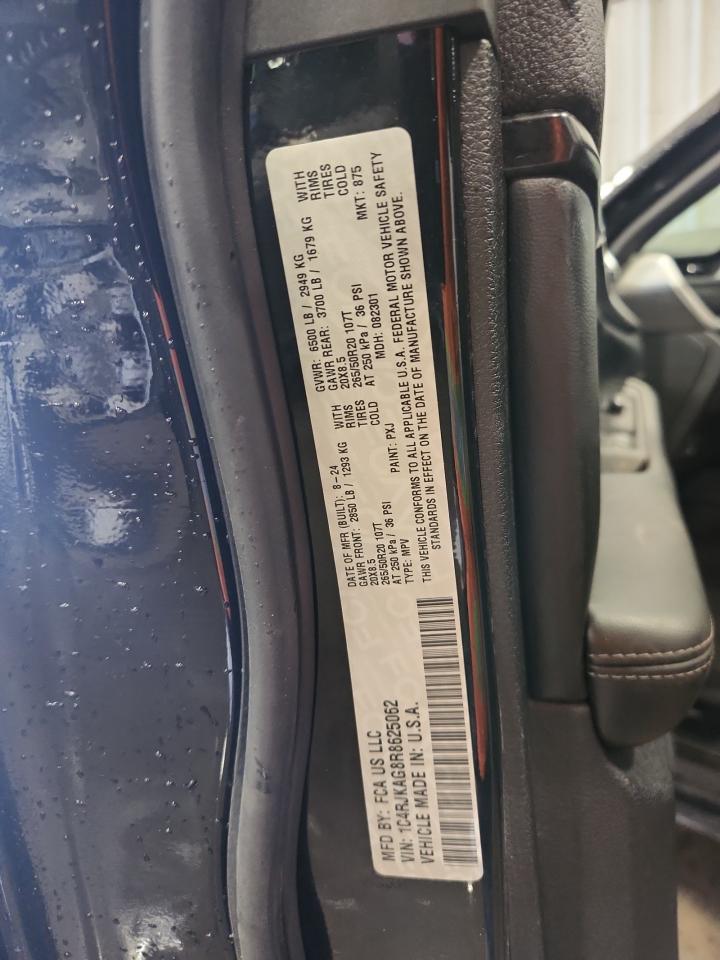 MFD BY: FCA US LLC
VIN: 1C4RJKAG8R8625062
VEHICLE MADE IN: U.S.A.
DATE OF MFR (BUILT): 8-24
GAWR FRONT: 2850 LB / 1293 KG WITH
20X8.5 RIMS
265/50R20 107T TIRES
AT 250 kPa / 36 PSI COLD
TYPE: MPV PAINT: PXJ
GVWR: 6500 LB / 2949 KG
GAWR REAR: 3700 LB / 1679 KG WITH
20X8.5 RIMS
265/50R20 107T TIRES
AT 250 kPa / 36 PSI COLD
MDH: 082301 MKT: 875
THIS VEHICLE CONFORMS TO ALL APPLICABLE U.S.A. FEDERAL MOTOR VEHICLE SAFETY
STANDARDS IN EFFECT ON THE DATE OF MANUFACTURE SHOWN ABOVE.